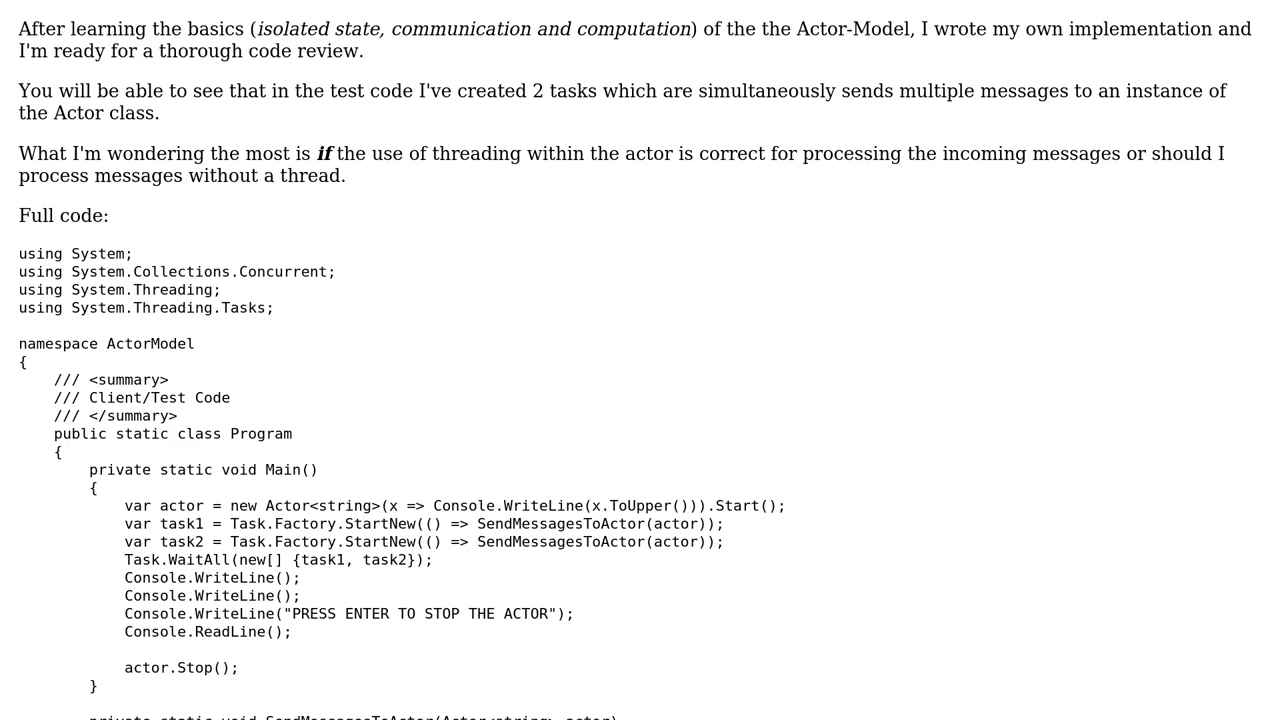 After learning the basics (isolated state, communication and computation) of the the Actor-Model, I wrote my own implementation and
I'm ready for a thorough code review.
You will be able to see that in the test code I've created 2 tasks which are simultaneously sends multiple messages to an instance of
the Actor class.
What I'm wondering the most is if the use of threading within the actor is correct for processing the incoming messages or should I
process messages without a thread.
Full code:
using System;
using System.Collections.Concurrent;
using System.Threading;
using System.Threading.Tasks;
namespace ActorModel
{
    /// <summary>
    /// Client/Test Code
    /// </summary>
    public static class Program
    {
        private static void Main()
        {
            var actor = new Actor<string>(x => Console.WriteLine(x.ToUpper())).Start();
            var task1 = Task.Factory.StartNew(() => SendMessagesToActor(actor));
            var task2 = Task.Factory.StartNew(() => SendMessagesToActor(actor));
            Task.WaitAll(new[] {task1, task2});
            Console.WriteLine();
            Console.WriteLine();
            Console.WriteLine("PRESS ENTER TO STOP THE ACTOR");
            Console.ReadLine();
            actor.Stop();
        }
        private static void SendMessagesToActor(Actor<string> actor)